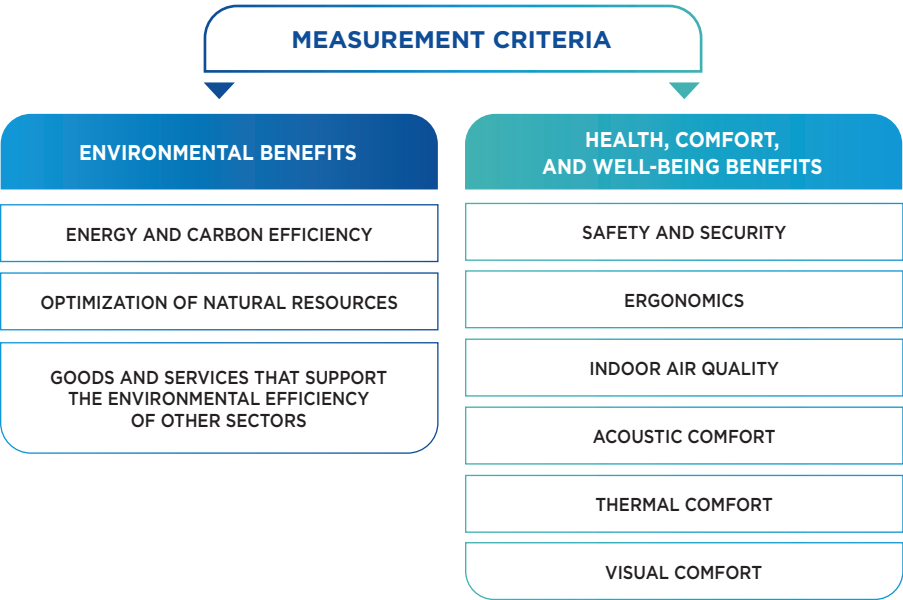 MEASUREMENT CRITERIA
ENVIRONMENTAL BENEFITS
ENERGY AND CARBON EFFICIENCY
OPTIMIZATION OF NATURAL RESOURCES
GOODS AND SERVICES THAT SUPPORT
THE ENVIRONMENTAL EFFICIENCY
OF OTHER SECTORS
HEALTH, COMFORT,
AND WELL-BEING BENEFITS
SAFETY AND SECURITY
ERGONOMICS
INDOOR AIR QUALITY
ACOUSTIC COMFORT
THERMAL COMFORT
VISUAL COMFORT